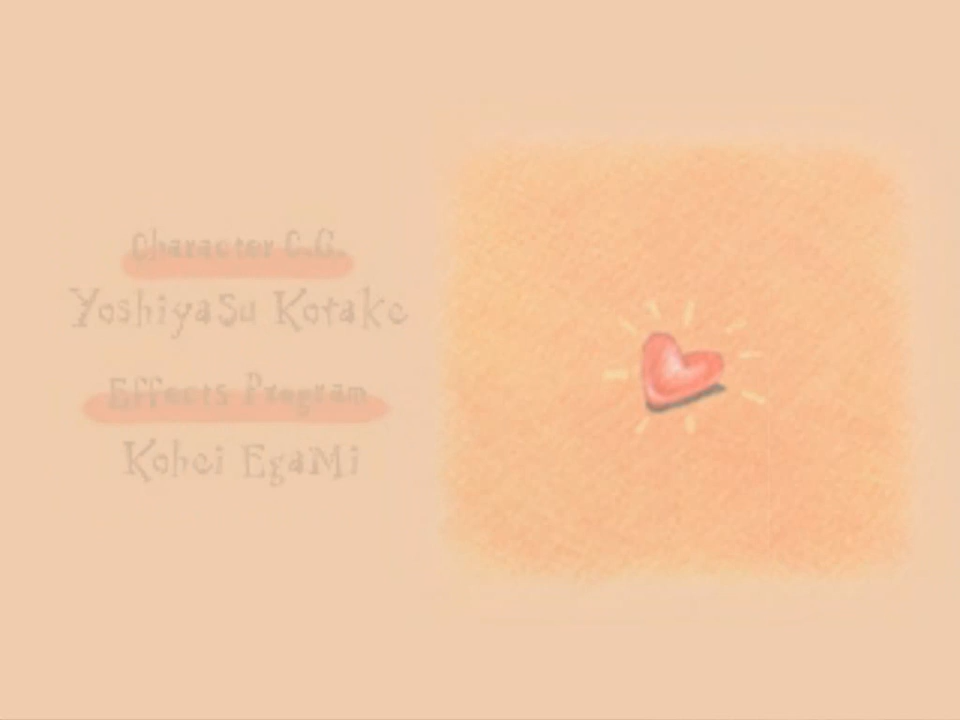 Character C.G.
Yoshiyasu Kotake
Effects Program
Kohei Egami